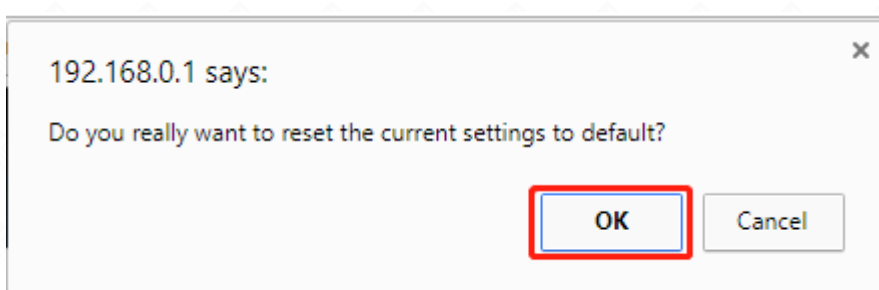 192.168.0.1 says:
Do you really want to reset the current settings to default?
OK Cancel